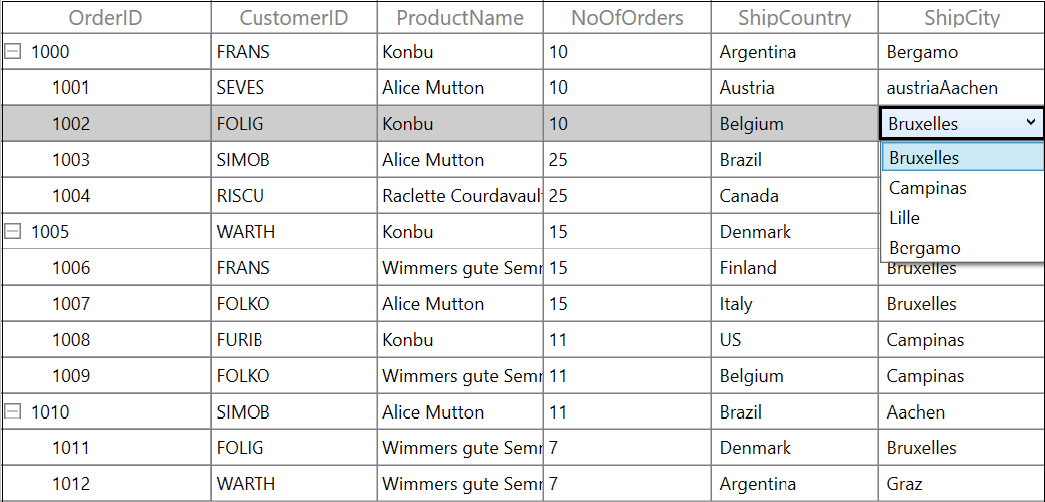 OrderID CustomerID ProductName NoOfOrders ShipCountry ShipCity
1000 FRANS Konbu 10 Argentina Bergamo
1001 SEVES Alice Mutton 10 Austria austriaAachen
1002 FOLIG Konbu 10 Belgium Bruxelles
1003 SIMOB Alice Mutton 25 Brazil Bruxelles
1004 RISCU Raclette Courdavault 25 Canada Campinas
Lille
1005 WARTH Konbu 15 Denmark Bergamo
1006 FRANS Wimmers gute 15 Finland Bruxelles
1007 FOLKO Alice Mutton 15 Italy Bruxelles
1008 FURIB Konbu 11 US Campinas
1009 FOLKO Wimmers gute 11 Belgium Campinas
1010 SIMOB Alice Mutton 11 Brazil Aachen
1011 FOLIG Wimmers gute 7 Denmark Bruxelles
1012 WARTH Wimmers gute 7 Argentina Graz